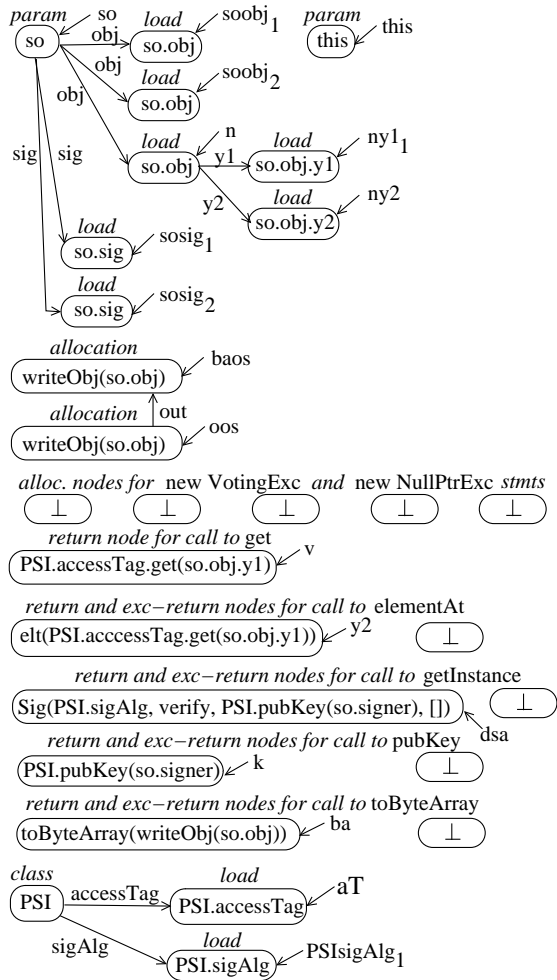 param so load soobj1 param
so obj so.obj this this
obj load soobj2
obj so.obj
load n load ny11
sig sig so.obj y1 so.obj.y1
y2 load ny2
so.obj.y2
load sosig1
so.sig
load sosig2
so.sig
allocation baos
writeObj(so.obj)
allocation out
writeObj(so.obj) oos
alloc. nodes for new VotingExc and new NullPtrExc stmts
⊥ ⊥ ⊥ ⊥ ⊥
return node for call to get
PSI.accessTag.get(so.obj.y1) v
return and exc−return nodes for call to elementAt
elt(PSI.acccessTag.get(so.obj.y1)) y2 ⊥
return and exc−return nodes for call to getInstance
Sig(PSI.sigAlg, verify, PSI.pubKey(so.signer), []) ⊥
dsa
return and exc−return nodes for call to pubKey
PSI.pubKey(so.signer) k ⊥
return and exc−return nodes for call to toByteArray
toByteArray(writeObj(so.obj)) ba ⊥
class load
PSI accessTag PSI.accessTag aT
sigAlg load
PSI.sigAlg PSIsigAlg1